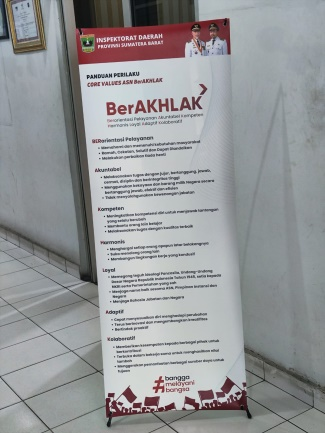 INSPEKTORAT DAERAH
PROVINSI SUMATERA BARAT
PANDUAN PERILAKU
CORE VALUES ASN BerAKHLAK
BerAKHLAK
Berorientasi Pelayanan Akuntabel Kompeten
Harmonis Loyal Adaptif Kolaboratif
BERorientasi Pelayanan
• Memahami dan memenuhi kebutuhan masyarakat
• Ramah, Cekatan, Solutif dan Dapat Diandalkan
• Melakukan perbaikan tiada henti
Akuntabel
• Melaksanakan tugas dengan jujur, bertanggung jawab,
cermat, disiplin dan berintegritas tinggi
• Menggunakan kekayaan dan barang milik negara secara
bertanggung jawab, efektif dan efisien
• Tidak menyalahgunakan kewenangan jabatan
Kompeten
• Meningkatkan kompetensi diri untuk menjawab tantangan
yang selalu berubah
• Membantu orang lain belajar
• Melaksanakan tugas dengan kualitas terbaik
Harmonis
• Menghargai setiap orang apapun latar belakangnya
• Suka menolong orang lain
• Membangun lingkungan kerja yang kondusif
Loyal
• Memegang teguh ideologi Pancasila, Undang-Undang
Dasar Negara Republik Indonesia Tahun 1945, setia kepada
NKRI serta Pemerintahan yang sah
• Menjaga nama baik sesama ASN, Pimpinan Instansi dan
Negara
• Menjaga Rahasia Jabatan dan Negara
Adaptif
• Cepat menyesuaikan diri menghadapi perubahan
• Terus berinovasi dan mengembangkan kreatifitas
• Bertindak proaktif
Kolaboratif
• Memberikan kesempatan kepada berbagai pihak untuk
berkontribusi
• Terbuka dalam bekerja sama untuk menghasilkan nilai
tambah
• Menggerakkan pemanfaatan berbagai sumber daya untuk
tujuan
#bangga
melayani
bangsa